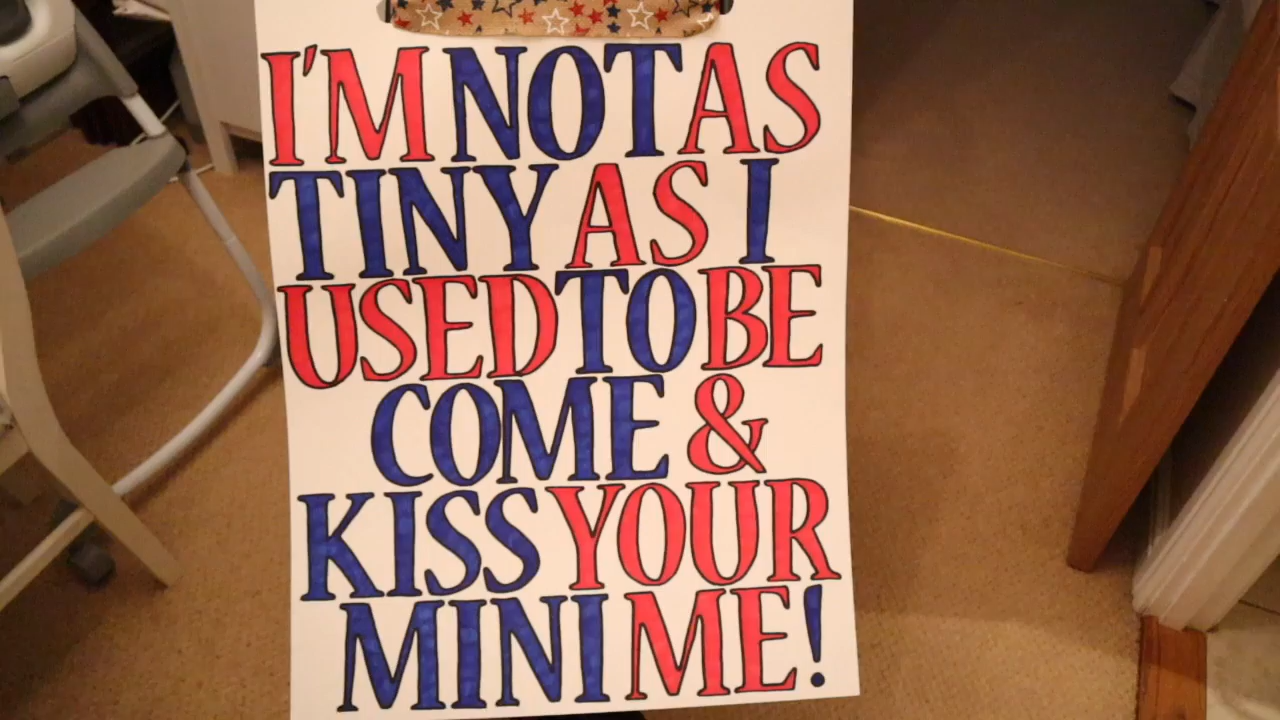 I'M NOT AS
TINY AS I
USED TO BE
COME &
KISS YOUR
MINI ME!